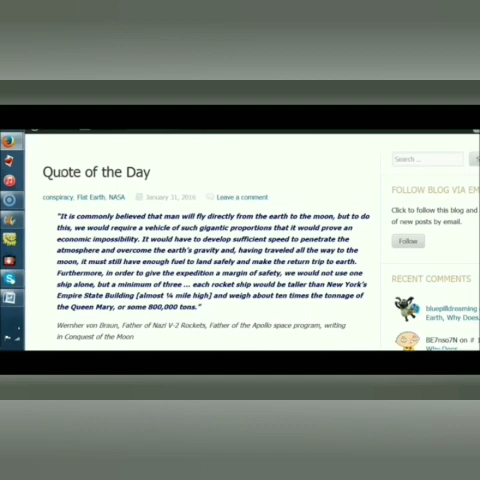 Search ...
Quote of the Day
FOLLOW BLOG VIA EM
conspiracy, Flat Earth, NASA January 31, 2016 Leave a comment
Click to follow this blog and
of new posts by email.
Follow
"It is commonly believed that man will fly directly from the earth to the moon, but to do
this, we would require a vehicle of such gigantic proportions that it would prove an
economic impossibility. It would have to develop sufficient speed to penetrate the
atmosphere and overcome the earth's gravity and, having traveled all the way to the
moon, it must still have enough fuel to land safely and make the return trip to earth.
Furthermore, in order to give the expedition a margin of safety, we would not use one
ship alone, but a minimum of three ... each rocket ship would be taller than New York's
Empire State Building [almost ¼ mile high] and weigh about ten times the tonnage of
the Queen Mary, or some 800,000 tons."
Wernher von Braun, Father of Nazi V-2 Rockets, Father of the Apollo space program, writing
in Conquest of the Moon
RECENT COMMENTS
bluepilldreaming
Earth, Why Does
BE7nso7N on # 1
Why Does